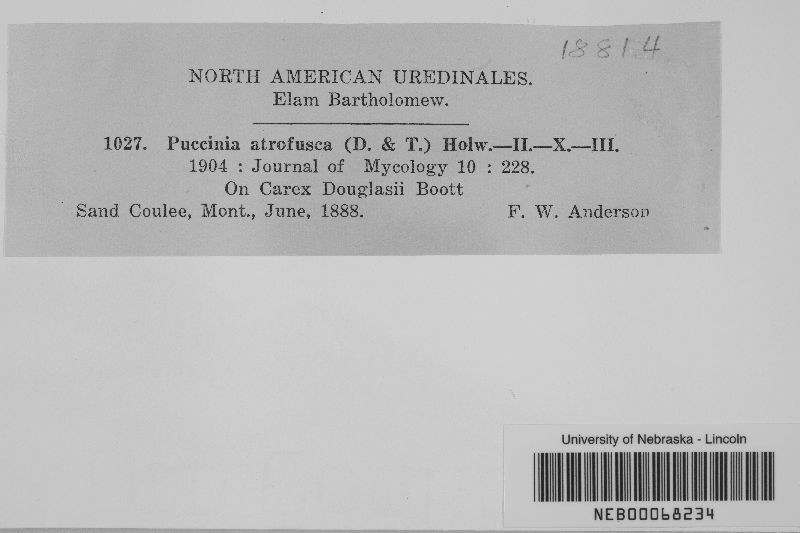 18814
NORTH AMERICAN UREDINALES.
Elam Bartholomew.
1027. Puccinia atrofusca (D. & T.) Holw.—II.—X.—III.
1904 : Journal of Mycology 10 : 228.
On Carex Douglasii Boott
Sand Coulee, Mont., June, 1888. F. W. Anderson
University of Nebraska - Lincoln
NEB00068234